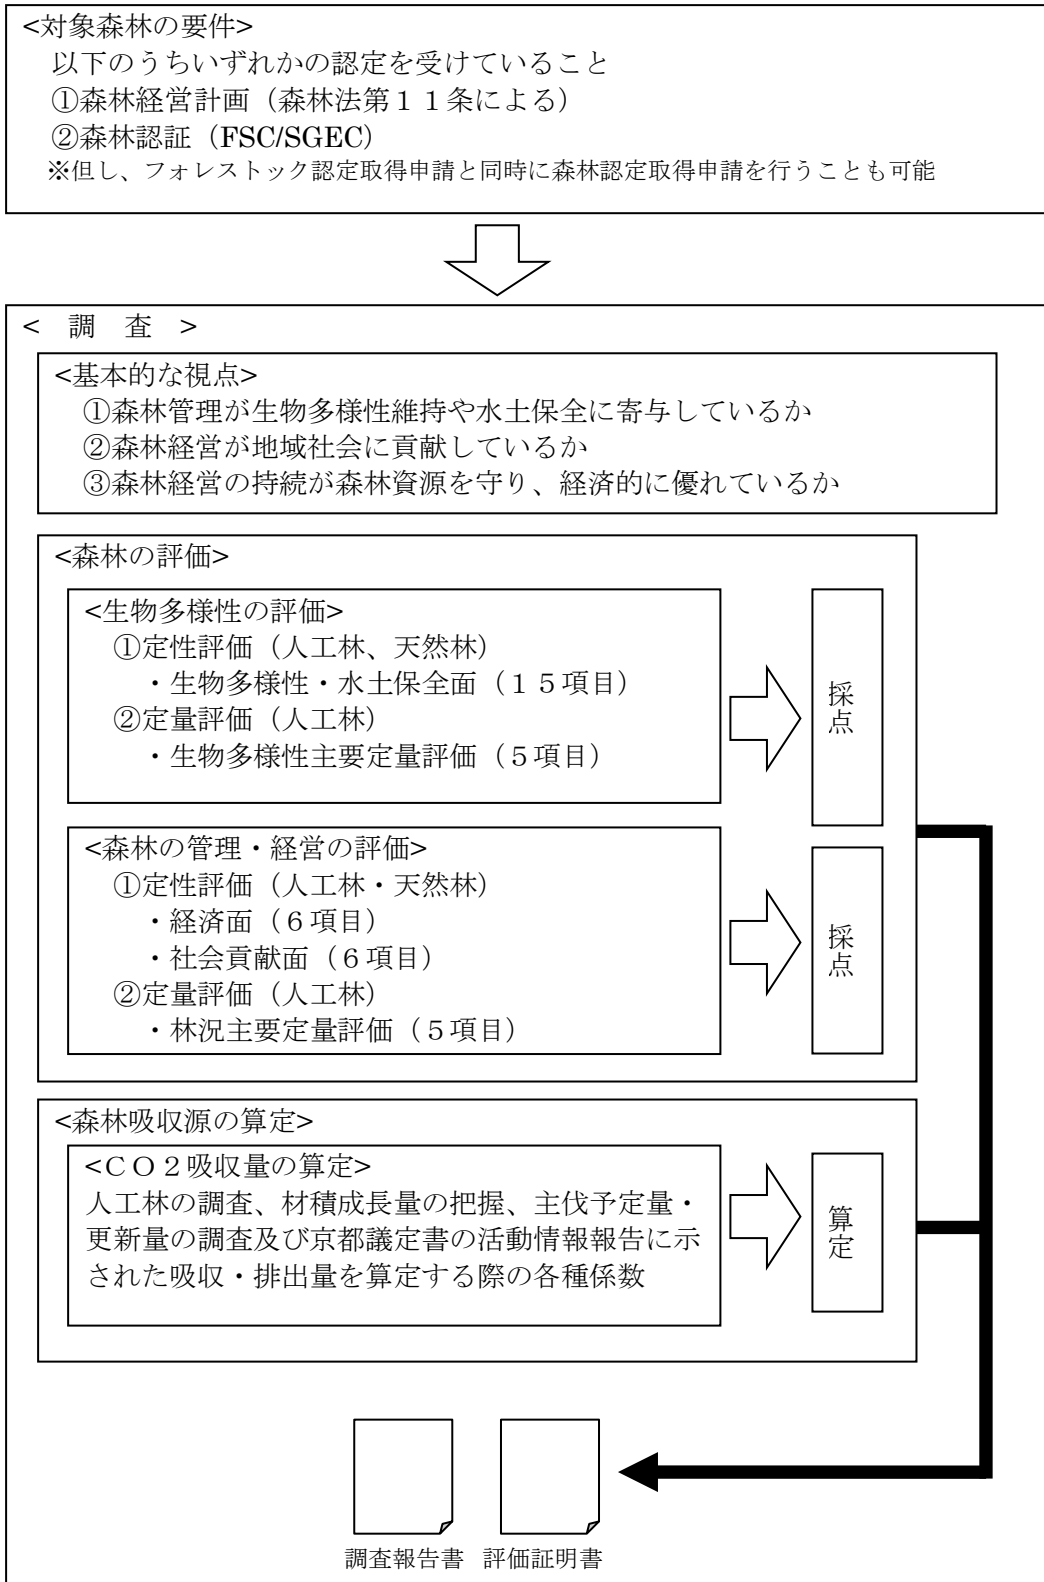 <対象森林の要件>
以下のうちいずれかの認定を受けていること
①森林経営計画（森林法第１１条による）
②森林認証（FSC/SGEC）
※但し、フォレストック認定取得申請と同時に森林認定取得申請を行うことも可能
<　調　査　>
<基本的な視点>
①森林管理が生物多様性維持や水土保全に寄与しているか
②森林経営が地域社会に貢献しているか
③森林経営の持続が森林資源を守り、経済的に優れているか
<森林の評価>
<生物多様性の評価>
①定性評価（人工林、天然林）
・生物多様性・水土保全面（１５項目）
②定量評価（人工林）
・生物多様性主要定量評価（５項目）
採点
<森林の管理・経営の評価>
①定性評価（人工林・天然林）
・経済面（６項目）
・社会貢献面（６項目）
②定量評価（人工林）
・林況主要定量評価（５項目）
採点
<森林吸収源の算定>
<ＣＯ２吸収量の算定>
人工林の調査、材積成長量の把握、主伐予定量・
更新量の調査及び京都議定書の活動情報報告に示
された吸収・排出量を算定する際の各種係数
算定
調査報告書　評価証明書